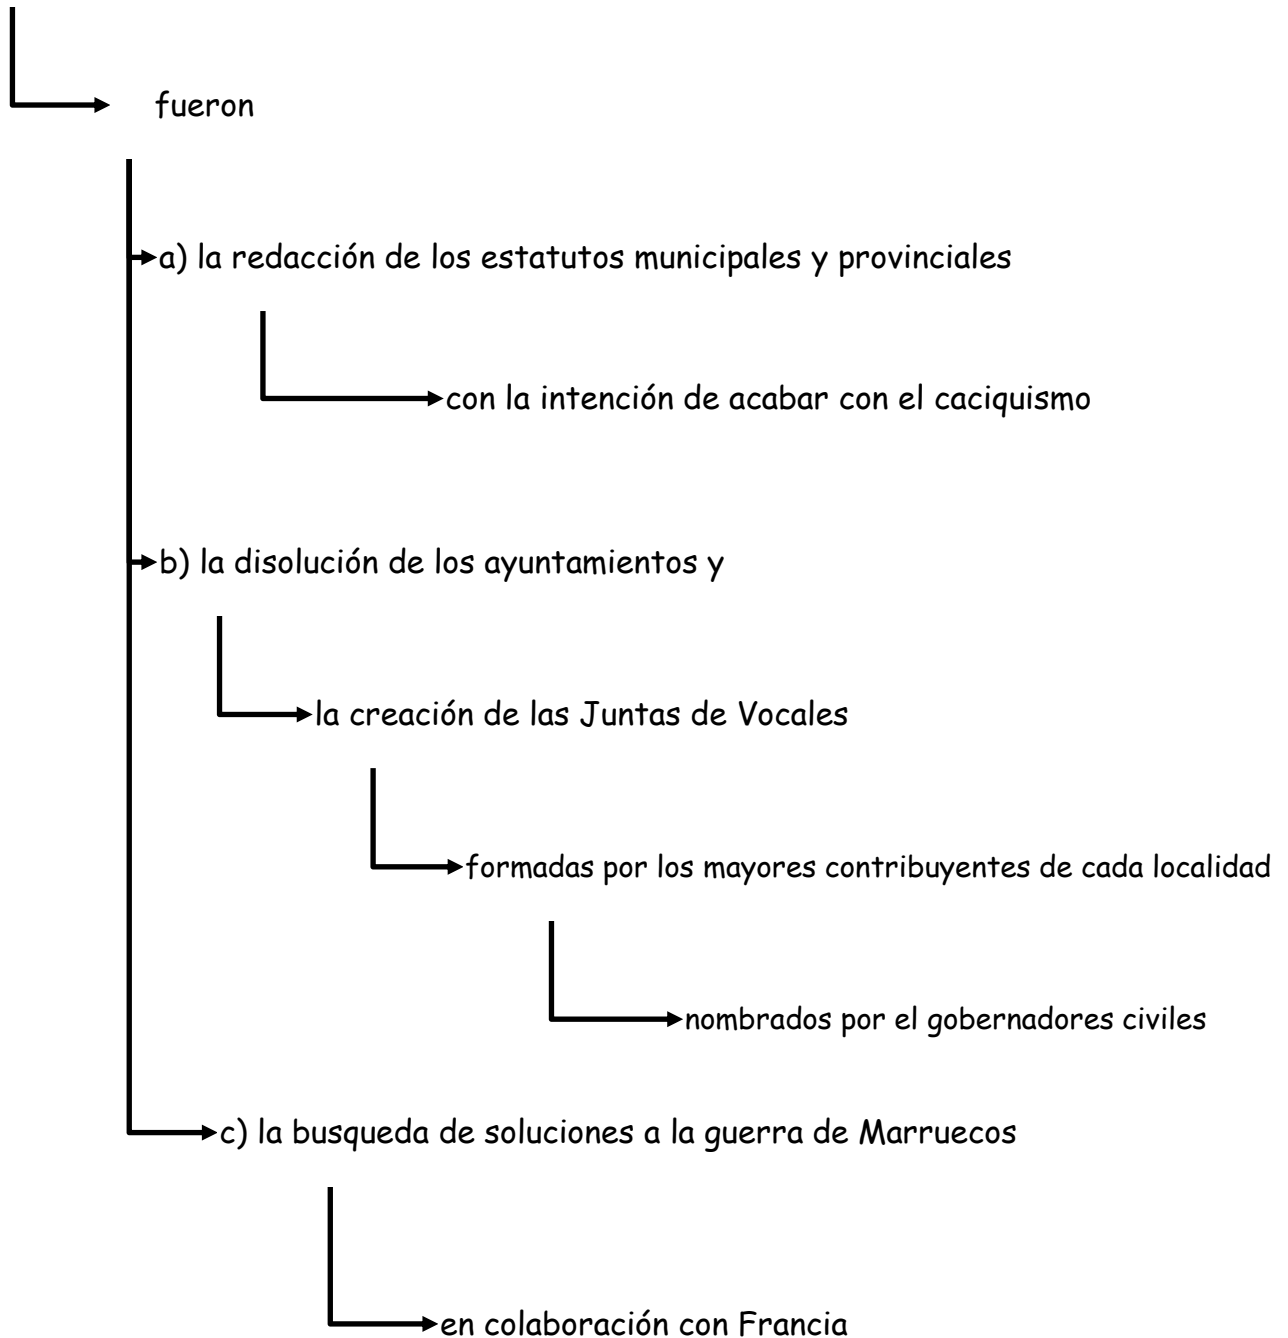 fueron
a) la redacción de los estatutos municipales y provinciales
con la intención de acabar con el caciquismo
b) la disolución de los ayuntamientos y
la creación de las Juntas de Vocales
formadas por los mayores contribuyentes de cada localidad
nombrados por el gobernadores civiles
c) la busqueda de soluciones a la guerra de Marruecos
en colaboración con Francia